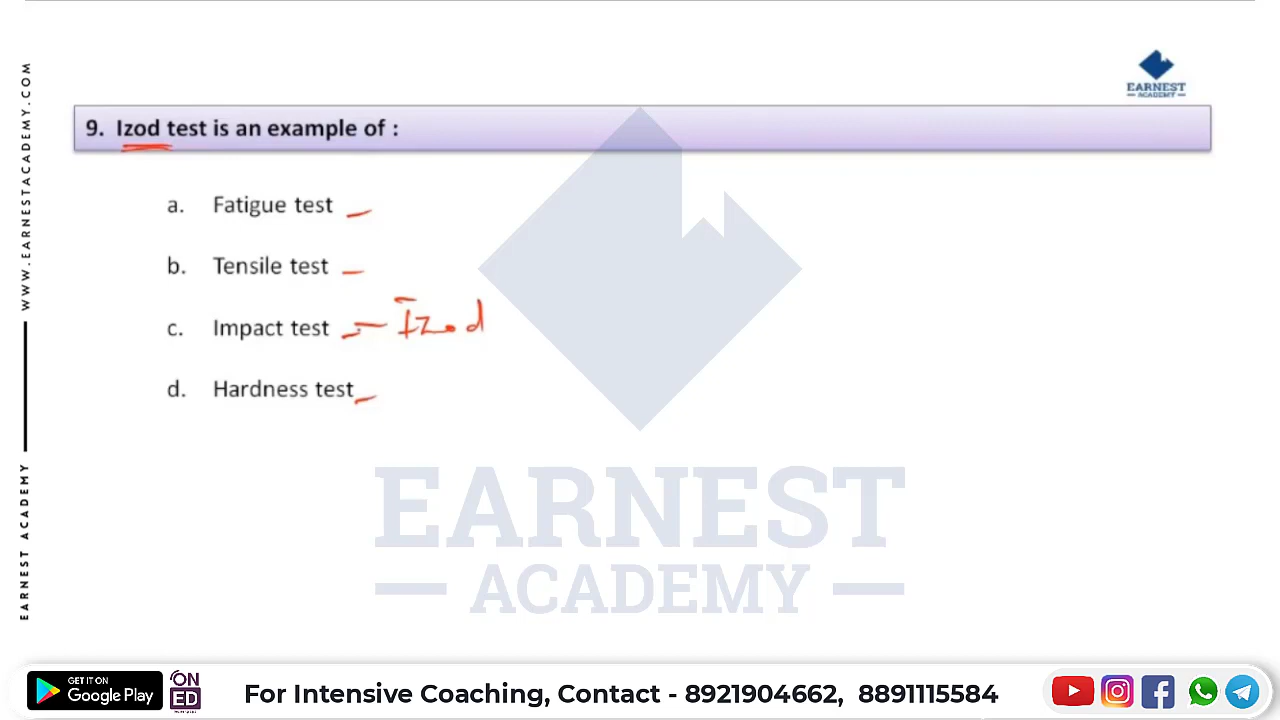 EARNEST
ACADEMY
9. Izod test is an example of :
a. Fatigue test
b. Tensile test
c. Impact test Izod
d. Hardness test
EARNEST
ACADEMY
WWW.EARNESTACADEMY.COM
EARNEST ACADEMY
GET IT ON
Google Play
ON
ED
For Intensive Coaching, Contact - 8921904662, 8891115584